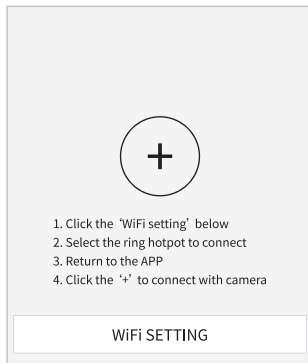 +
1. Click the ‘WiFi setting’ below
2. Select the ring hotpot to connect
3. Return to the APP
4. Click the ‘+’ to connect with camera
WiFi SETTING